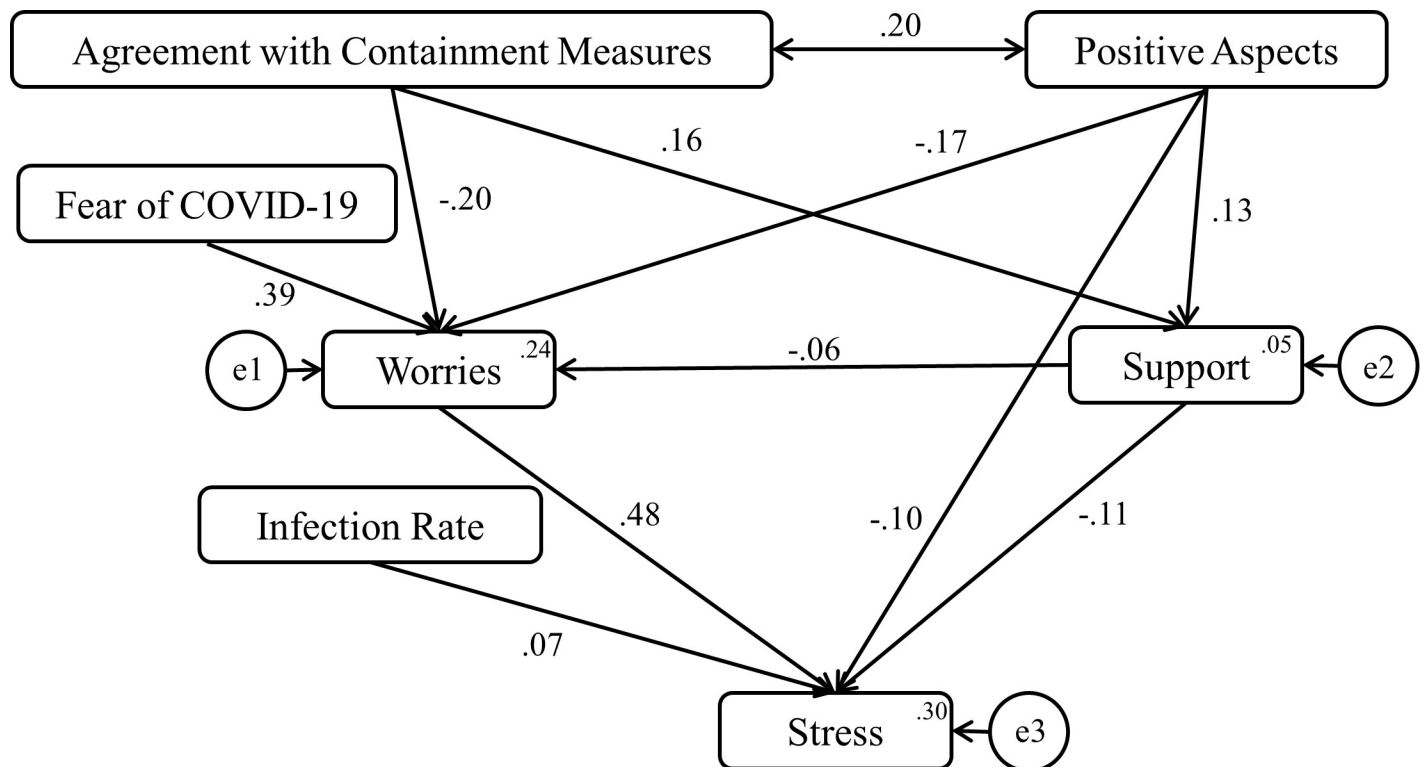 Agreement with Containment Measures
.20
Positive Aspects
.16
-.17
Fear of COVID-19
-.20
.13
.39
e1
Worries
.24
-.06
Support
.05
e2
Infection Rate
.48
-.10
-.11
.07
Stress
.30
e3